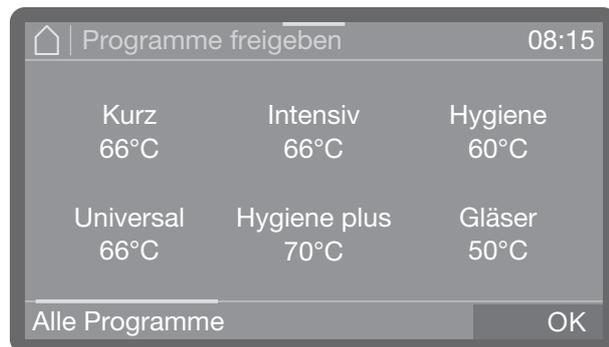 Programme freigeben 08:15
Kurz Intensiv Hygiene
66°C 66°C 60°C
Universal Hygiene plus Gläser
66°C 70°C 50°C
Alle Programme OK